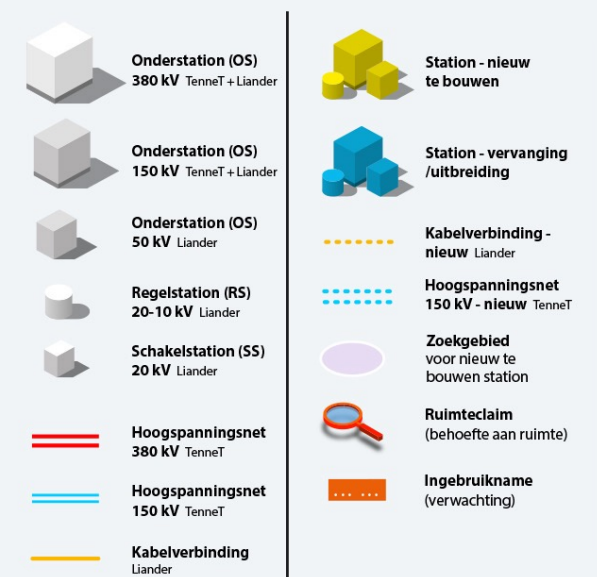 Onderstation (OS)
380 kV TenneT + Liander
Onderstation (OS)
150 kV TenneT + Liander
Onderstation (OS)
50 kV Liander
Regelstation (RS)
20-10 kV Liander
Schakelstation (SS)
20 kV Liander
Hoogspanningsnet
380 kV TenneT
Hoogspanningsnet
150 kV TenneT
Kabelverbinding
Liander
Station - nieuw
te bouwen
Station - vervanging
/uitbreiding
Kabelverbinding -
nieuw Liander
Hoogspanningsnet
150 kV - nieuw TenneT
Zoekgebied
voor nieuw te
bouwen station
Ruimteclaim
(behoefte aan ruimte)
... ...
Ingebruikname
(verwachting)